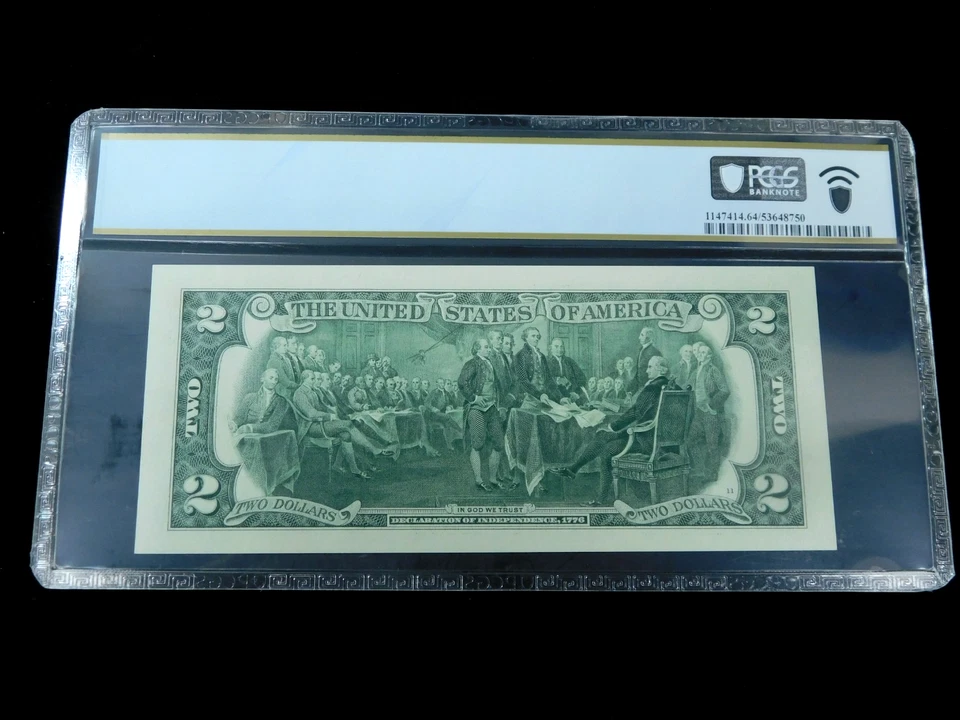 PCGS
BANKNOTE
1147414.64/53648750
2 THE UNITED STATES OF AMERICA 2
TWO TWO
2 TWO DOLLARS IN GOD WE TRUST TWO DOLLARS 2
11
DECLARATION OF INDEPENDENCE, 1776